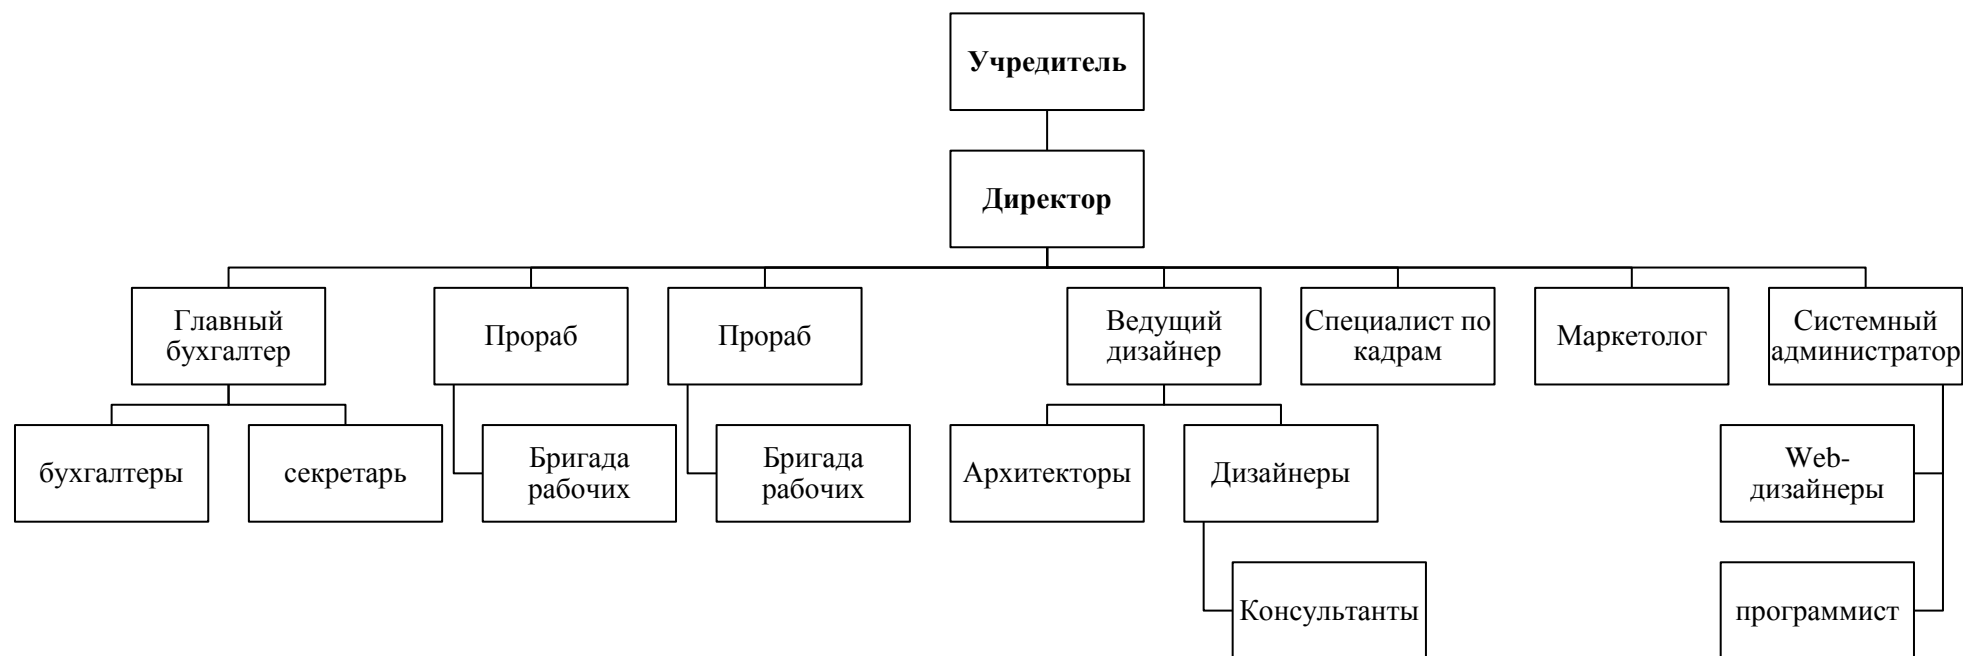 Учредитель
Директор
Главный
бухгалтер
Прораб
Прораб
Ведущий
дизайнер
Специалист по
кадрам
Маркетолог
Системный
администратор
бухгалтеры
секретарь
Бригада
рабочих
Бригада
рабочих
Архитекторы
Дизайнеры
Web-
дизайнеры
Консультанты
программист